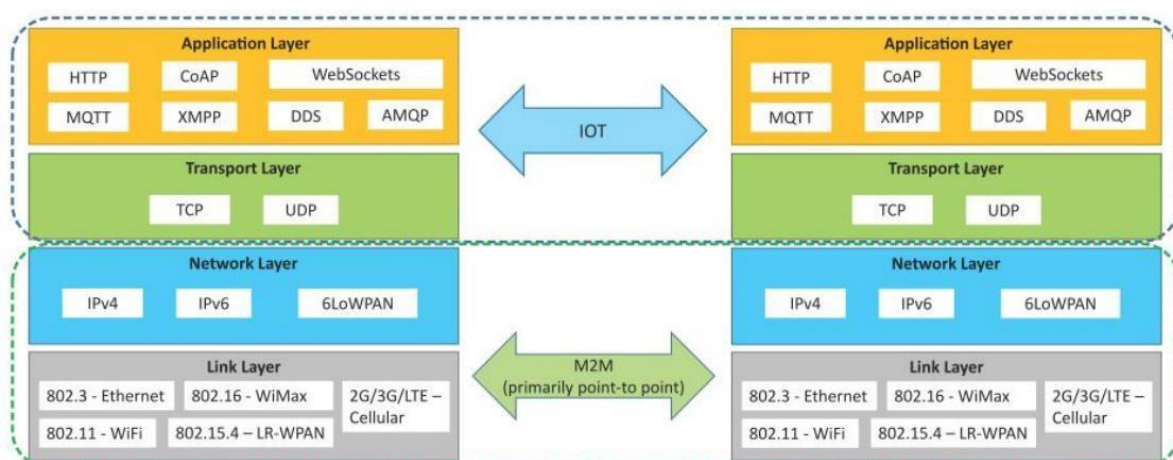 Application Layer
HTTP CoAP WebSockets
MQTT XMPP DDS AMQP
Transport Layer
TCP UDP
Network Layer
IPv4 IPv6 6LoWPAN
Link Layer
802.3 - Ethernet 802.16 - WiMax 2G/3G/LTE –
Cellular
802.11 - WiFi 802.15.4 – LR-WPAN
IOT
M2M
(primarily point-to point)
Application Layer
HTTP CoAP WebSockets
MQTT XMPP DDS AMQP
Transport Layer
TCP UDP
Network Layer
IPv4 IPv6 6LoWPAN
Link Layer
802.3 - Ethernet 802.16 - WiMax 2G/3G/LTE –
Cellular
802.11 - WiFi 802.15.4 – LR-WPAN